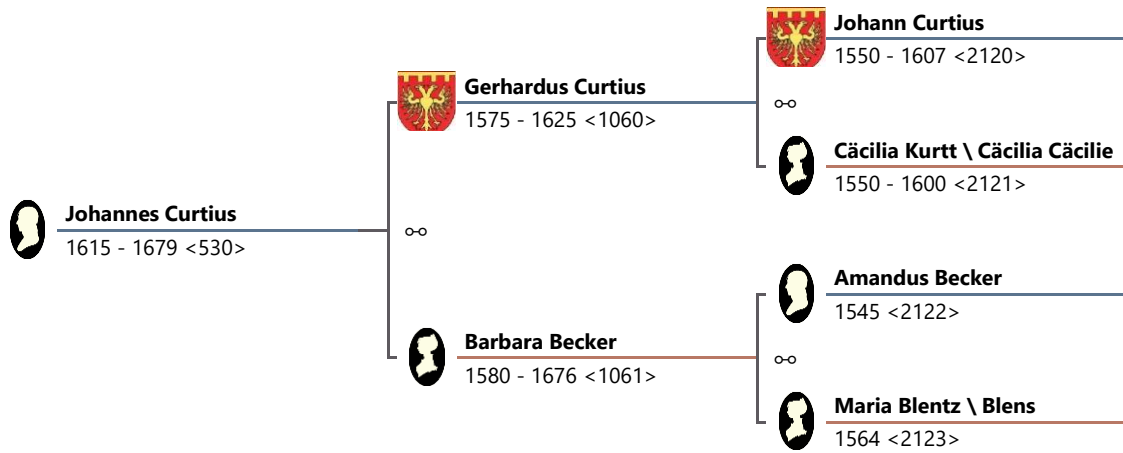 Johann Curtius
1550 - 1607 <2120>
Gerhardus Curtius
1575 - 1625 <1060>
Cäcilia Kurtt \ Cäcilia Cäcilie
1550 - 1600 <2121>
Johannes Curtius
1615 - 1679 <530>
Amandus Becker
1545 <2122>
Barbara Becker
1580 - 1676 <1061>
Maria Blentz \ Blens
1564 <2123>